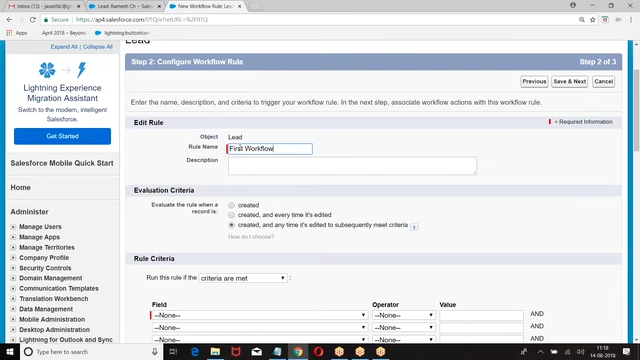 Inbox (13) - javasfdc@g
Lead: Ramesh Ch ~ Salesf
New Workflow Rule: Lead
https://ap4.salesforce.com/01Q/e?retURL=%2F01Q
Apps
April 2018 – Beyond
lightning:buttonIcon
Expand All | Collapse All
Lead
Step 2: Configure Workflow Rule
Step 2 of 3
Lightning Experience
Migration Assistant
Switch to the modern, intelligent
Salesforce.
Get Started
Previous
Save & Next
Cancel
Enter the name, description, and criteria to trigger your workflow rule. In the next step, associate workflow actions with this workflow rule.
Edit Rule
= Required Information
Object
Lead
Rule Name
First Workflow
Description
Salesforce Mobile Quick Start
Home
Evaluation Criteria
Evaluate the rule when a
record is:
created
created, and every time it's edited
created, and any time it's edited to subsequently meet criteria
How do I choose?
Administer
Manage Users
Manage Apps
Manage Territories
Company Profile
Security Controls
Domain Management
Communication Templates
Translation Workbench
Data Management
Mobile Administration
Desktop Administration
Lightning for Outlook and Sync
Rule Criteria
Run this rule if the
criteria are met
:
Field
Operator
Value
--None--
--None--
AND
--None--
--None--
AND
--None--
--None--
AND
Type here to search
11:18
14-08-2018